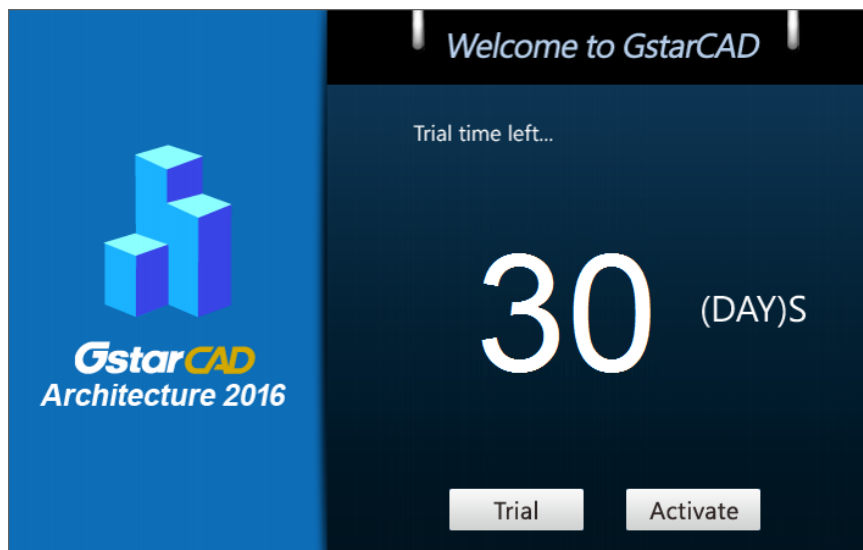 GstarCAD
Architecture 2016
Welcome to GstarCAD
Trial time left...
30
(DAY)S
Trial
Activate